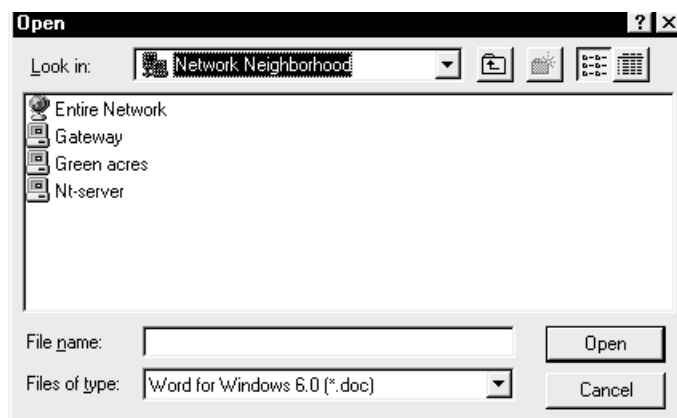 Open
Look in: Network Neighborhood
Entire Network
Gateway
Green acres
Nt-server
File name: Open
Files of type: Word for Windows 6.0 (*.doc) Cancel